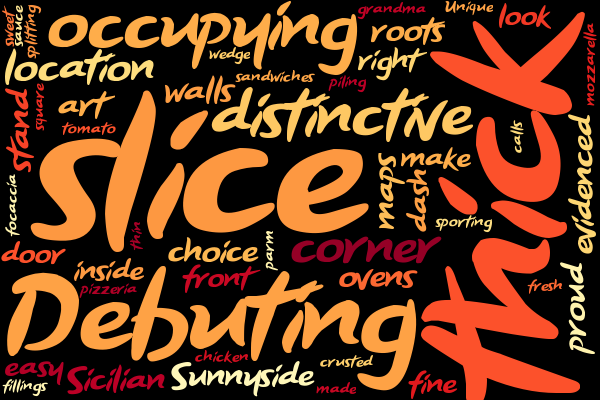 sweet
sauce
splitting
occupying
grandma
Unique
look
roots
wedge
location
right
sandwiches
piling
mozzarella
stand
square
art
walls
distinctive
thick
tomato
slice
calls
focaccia
thin
maps
make
dash
evidenced
sporting
door
choice
parm
corner
inside
pizzeria
front
ovens
fresh
proud
Debuting
chicken
crusted
easy
fillings
Sicilian
Sunnyside
made
fine